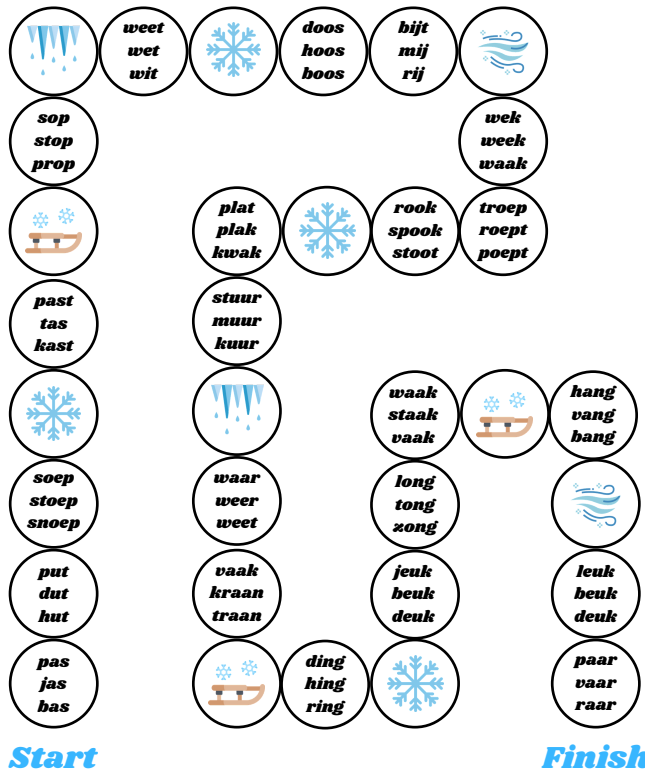 weet
wet
wit
doos
hoos
boos
bijt
mij
rij
sop
stop
prop
wek
week
waak
plat
plak
kwak
rook
spook
stoot
troep
roept
poept
past
tas
kast
stuur
muur
kuur
waak
staak
vaak
hang
vang
bang
soep
stoep
snoep
waar
weer
weet
long
tong
zong
put
dut
hut
vaak
kraan
traan
jeuk
beuk
deuk
leuk
beuk
deuk
pas
jas
bas
ding
hing
ring
paar
vaar
raar
Start
Finish